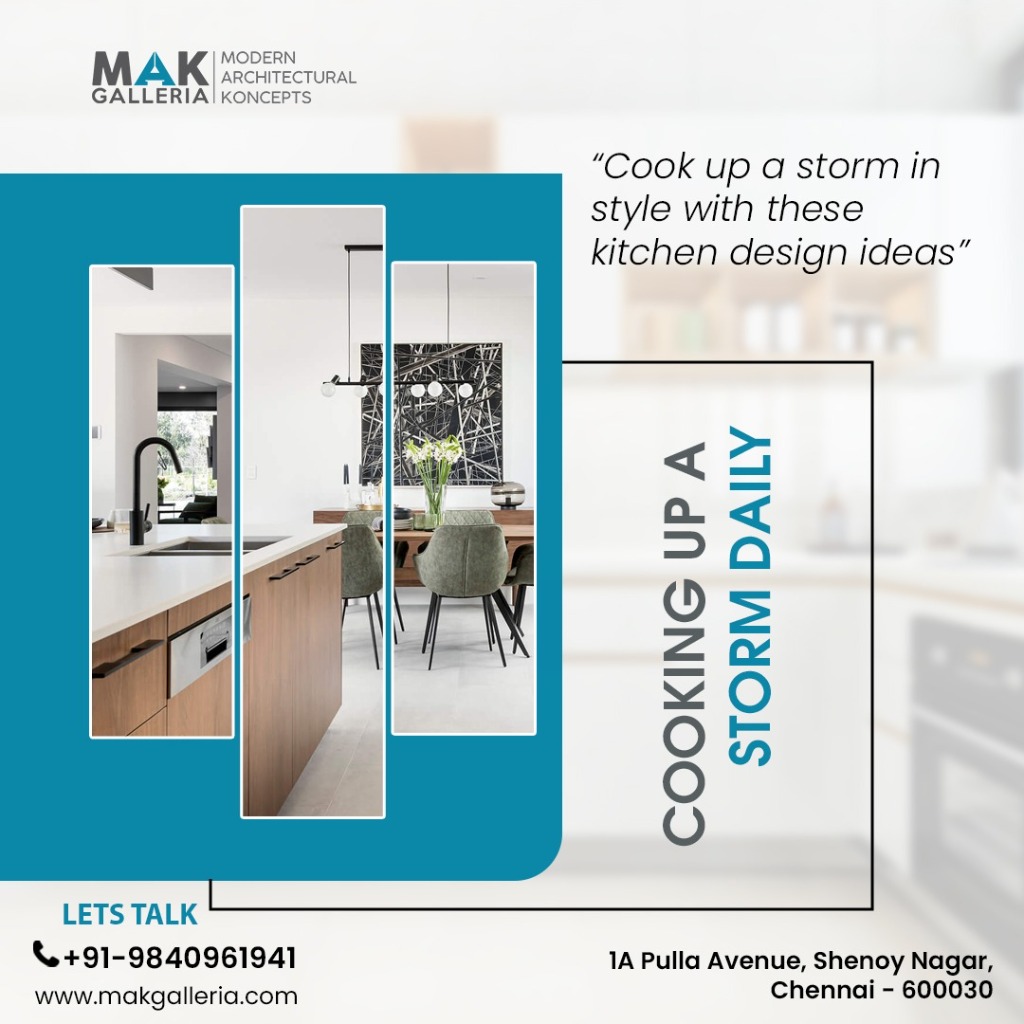 MAK
GALLERIA
MODERN
ARCHITECTURAL
KONCEPTS
“Cook up a storm in
style with these
kitchen design ideas”
COOKING UP A
STORM DAILY
LETS TALK
+91-9840961941
www.makgalleria.com
1A Pulla Avenue, Shenoy Nagar,
Chennai - 600030